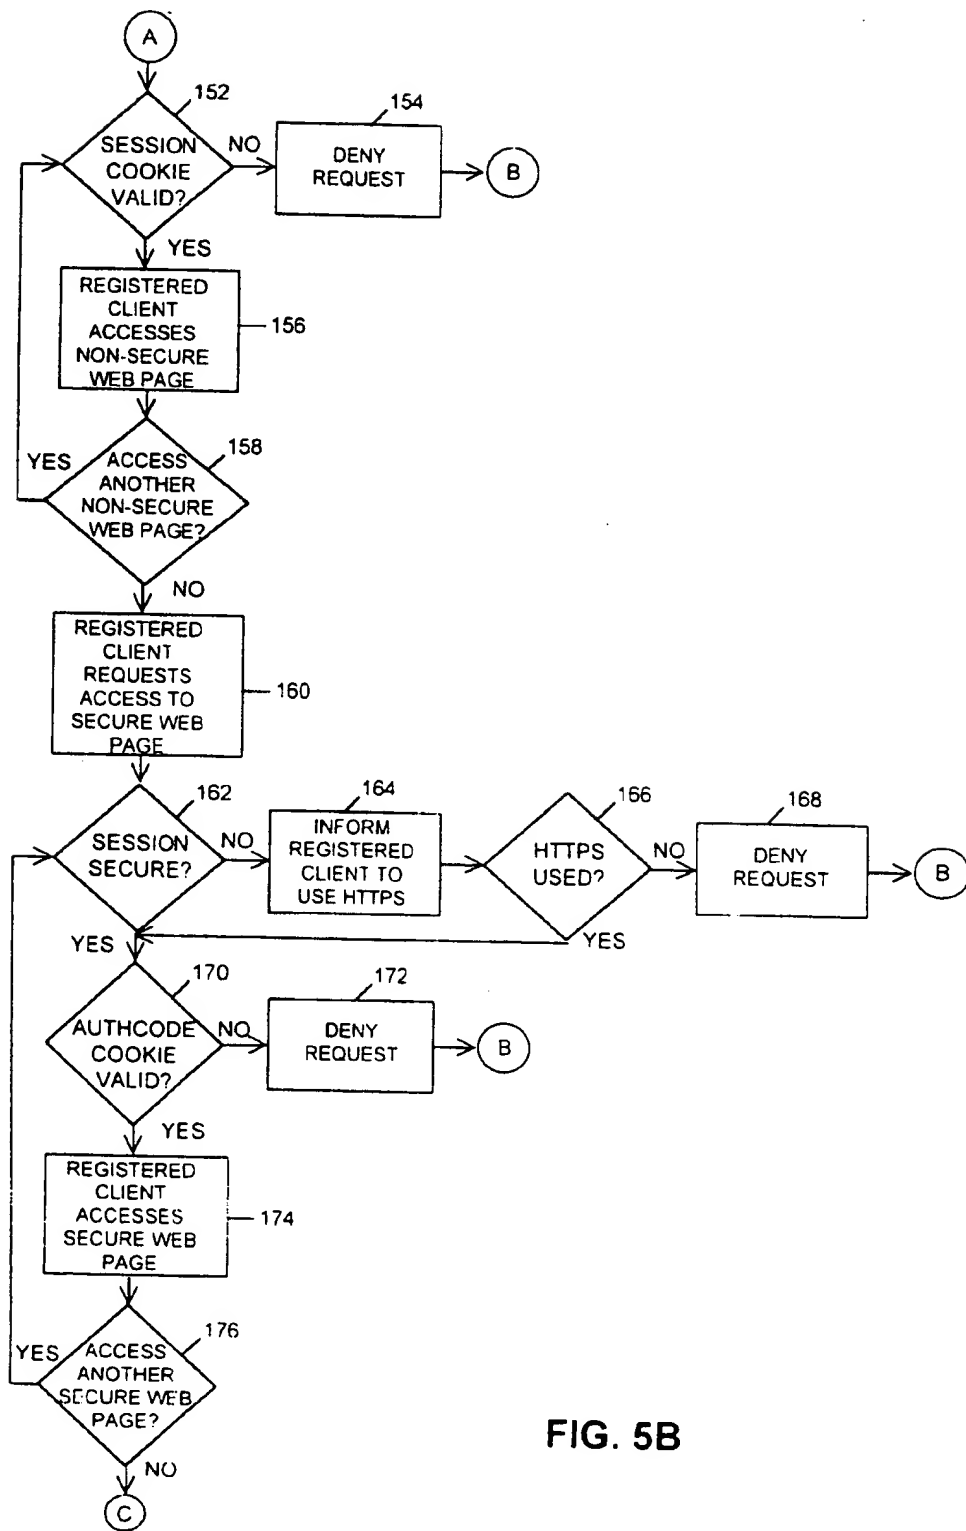 A
152
SESSION
COOKIE
VALID?
NO
154
DENY
REQUEST
B
YES
REGISTERED
CLIENT
ACCESSES
NON-SECURE
WEB PAGE
156
158
YES
ACCESS
ANOTHER
NON-SECURE
WEB PAGE?
NO
REGISTERED
CLIENT
REQUESTS
ACCESS TO
SECURE WEB
PAGE
160
162
SESSION
SECURE?
NO
164
INFORM
REGISTERED
CLIENT TO
USE HTTPS
166
HTTPS
USED?
NO
168
DENY
REQUEST
B
YES
YES
170
AUTHCODE
COOKIE
VALID?
NO
172
DENY
REQUEST
B
YES
REGISTERED
CLIENT
ACCESSES
SECURE WEB
PAGE
174
176
YES
ACCESS
ANOTHER
SECURE WEB
PAGE?
NO
C
FIG. 5B